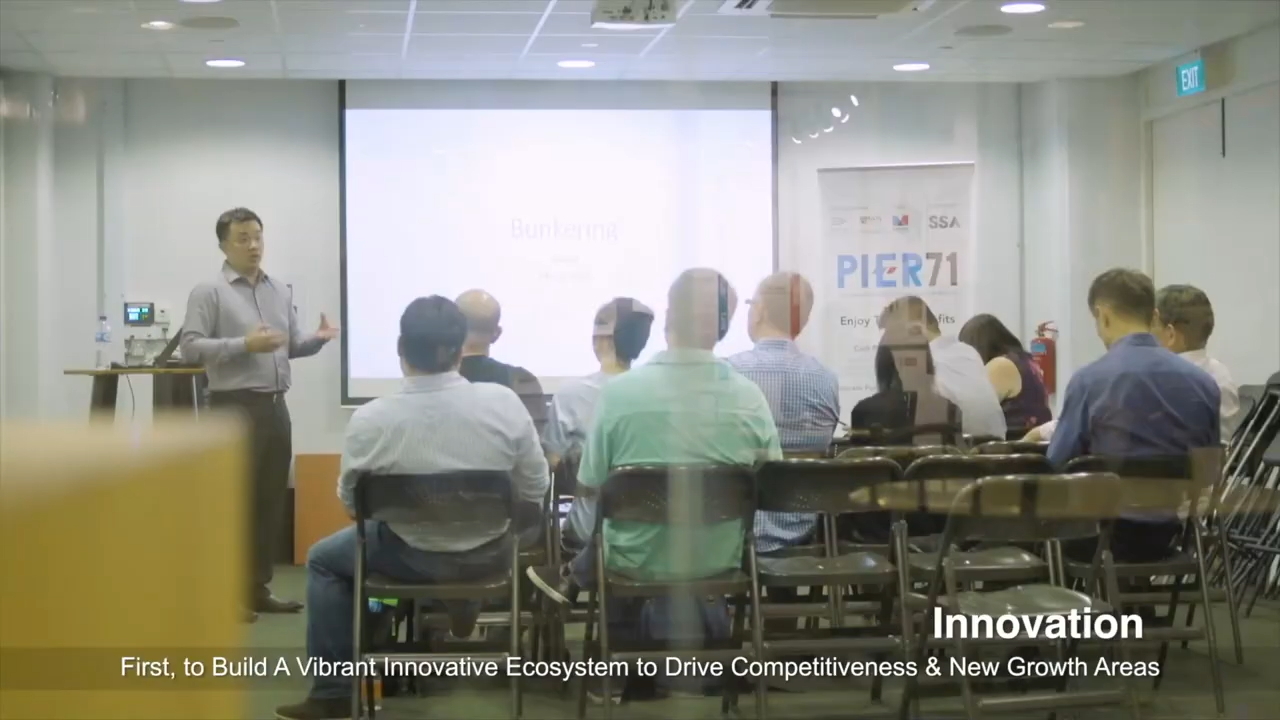 EXIT
Bunkering
SSA
PIER71
Enjoy
Innovation
First, to Build A Vibrant Innovative Ecosystem to Drive Competitiveness & New Growth Areas